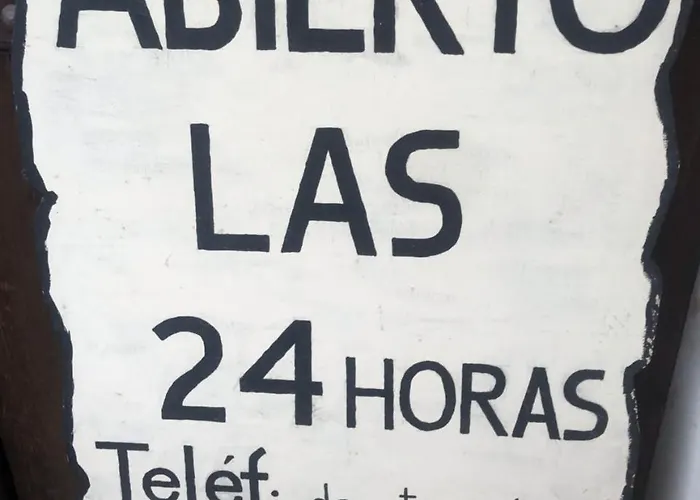 ABIERTO
LAS
24 HORAS
Teléf.